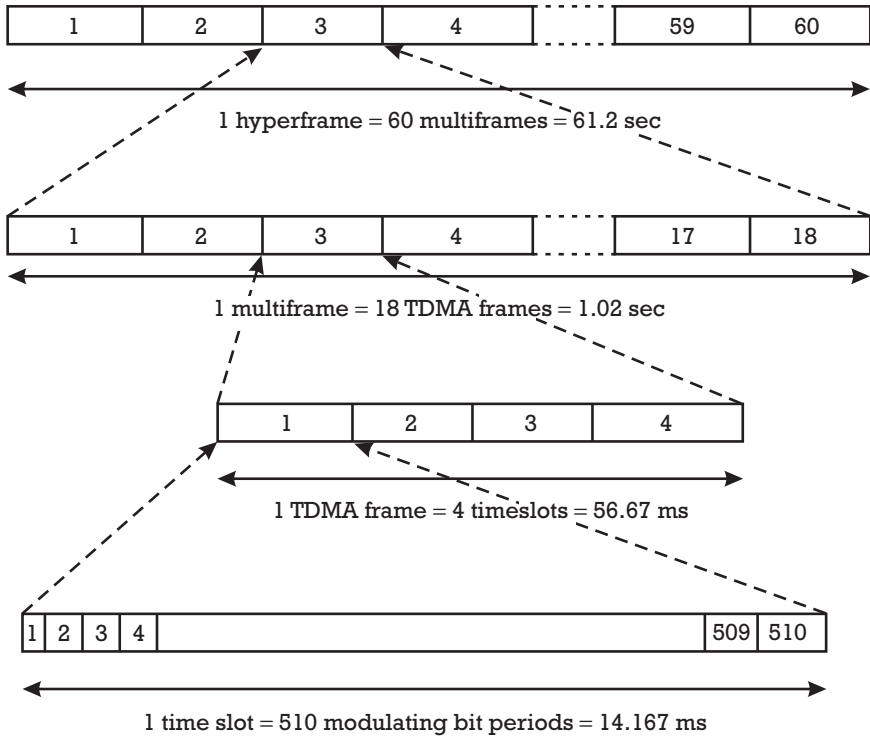 1 2 3 4 59 60
1 hyperframe = 60 multiframes = 61.2 sec
1 2 3 4 17 18
1 multiframe = 18 TDMA frames = 1.02 sec
1 2 3 4
1 TDMA frame = 4 timeslots = 56.67 ms
1 2 3 4 509 510
1 time slot = 510 modulating bit periods = 14.167 ms